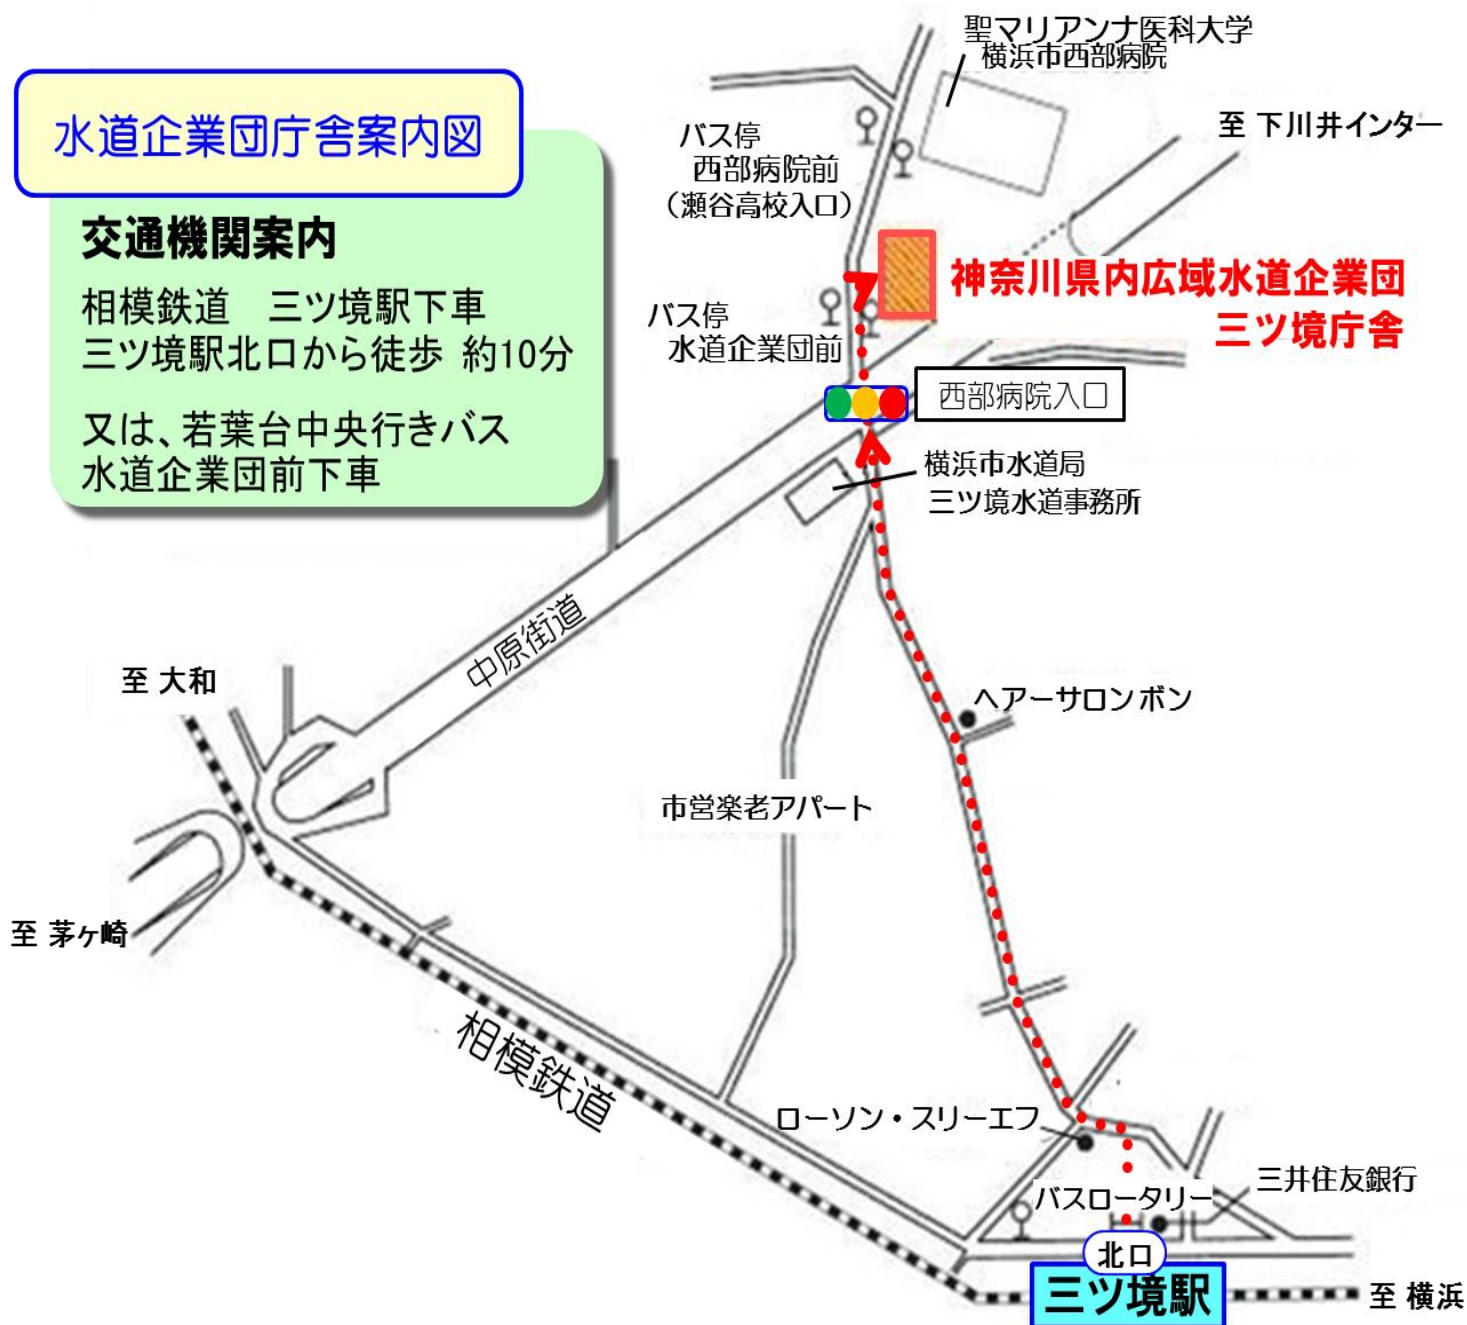 水道企業団庁舎案内図
交通機関案内
相模鉄道　三ツ境駅下車
三ツ境駅北口から徒歩 約10分
又は、若葉台中央行きバス
水道企業団前下車
聖マリアンナ医科大学
横浜市西部病院
至 下川井インター
バス停
西部病院前
（瀬谷高校入口）
神奈川県内広域水道企業団
三ツ境庁舎
バス停
水道企業団前
西部病院入口
横浜市水道局
三ツ境水道事務所
中原街道
至 大和
ヘアーサロンボン
市営楽老アパート
至 茅ヶ崎
相模鉄道
ローソン・スリーエフ
バスロータリー
三井住友銀行
北口
三ツ境駅
至 横浜